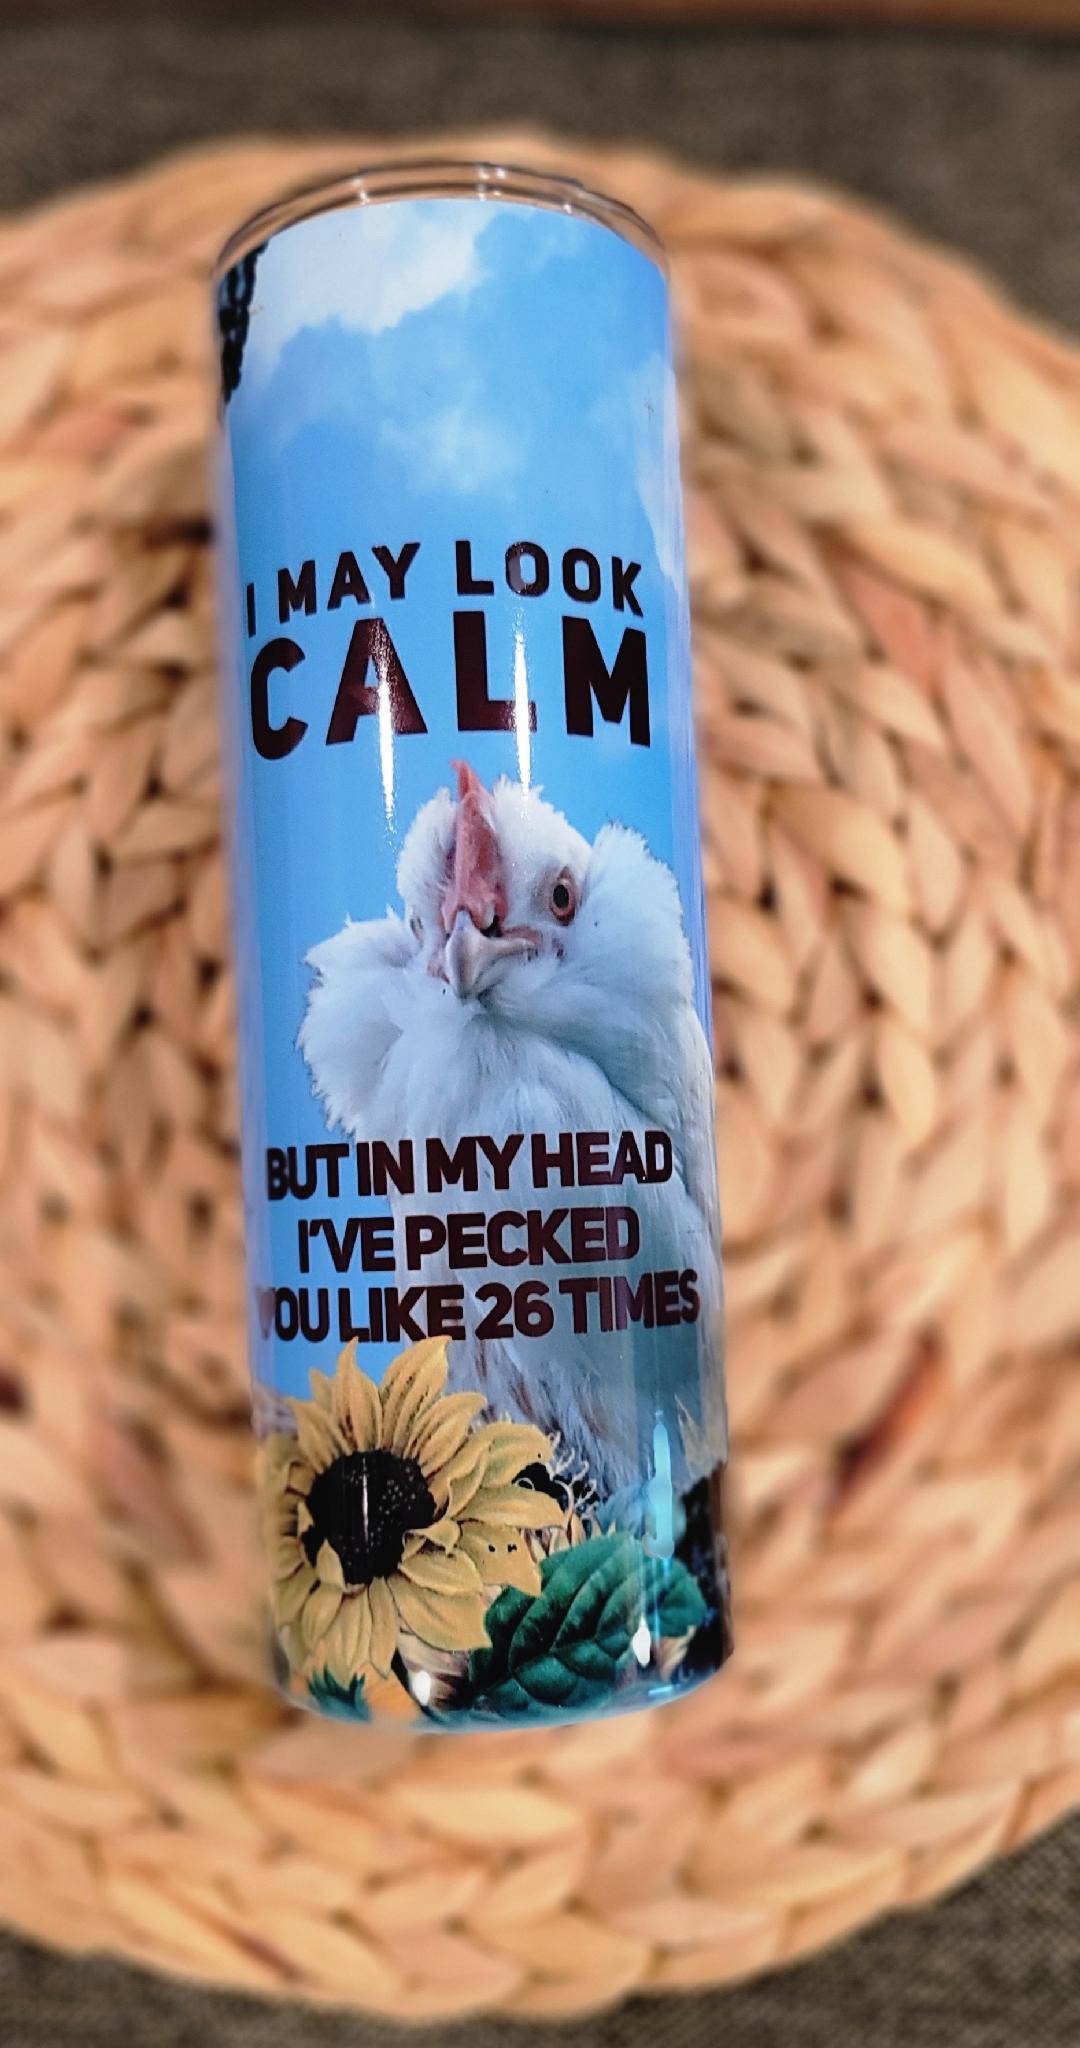 I MAY LOOK
CALM
BUT IN MY HEAD
I'VE PECKED
YOU LIKE 26 TIMES